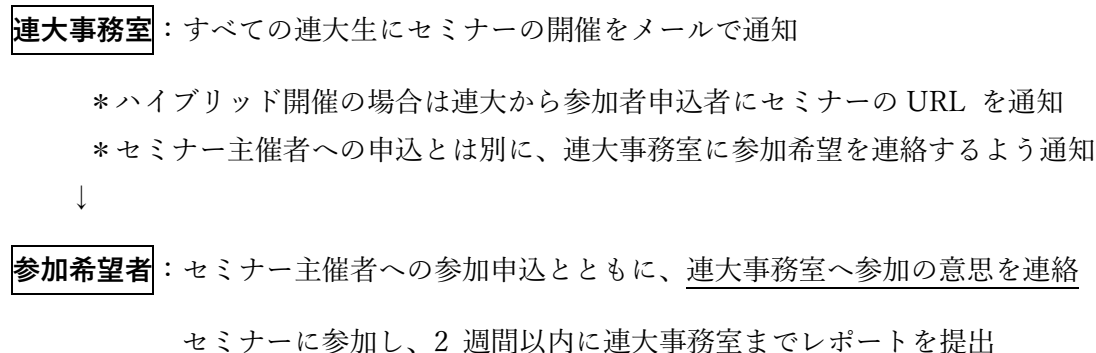 連大事務室：すべての連大生にセミナーの開催をメールで通知
＊ハイブリッド開催の場合は連大から参加者申込者にセミナーの URL を通知
＊セミナー主催者への申込とは別に、連大事務室に参加希望を連絡するよう通知
↓
参加希望者：セミナー主催者への参加申込とともに、連大事務室へ参加の意思を連絡
セミナーに参加し、2 週間以内に連大事務室までレポートを提出